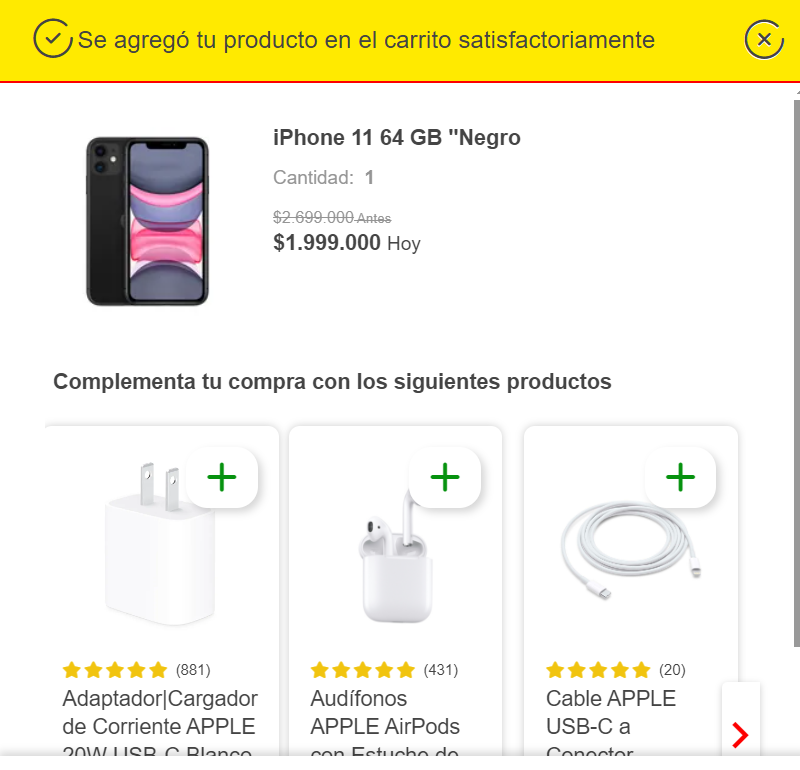 Se agregó tu producto en el carrito satisfactoriamente
iPhone 11 64 GB "Negro
Cantidad: 1
$2.699.000 Antes
$1.999.000 Hoy
Complementa tu compra con los siguientes productos
(881)
Adaptador|Cargador
de Corriente APPLE
20W USB-C Blanco
(431)
Audífonos
APPLE AirPods
con Estuche de
(20)
Cable APPLE
USB-C a
Conector